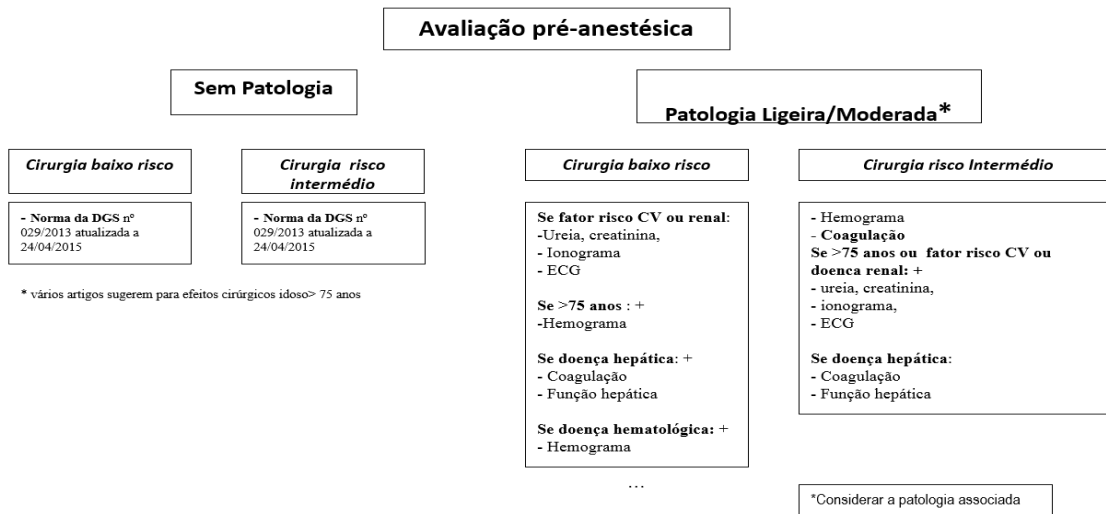 Avaliação pré-anestésica
Sem Patologia
Cirurgia baixo risco
- Norma da DGS nº
029/2013 atualizada a
24/04/2015
Cirurgia risco
intermédio
- Norma da DGS nº
029/2013 atualizada a
24/04/2015
* vários artigos sugerem para efeitos cirúrgicos idoso> 75 anos
Patologia Ligeira/Moderada*
Cirurgia baixo risco
Se fator risco CV ou renal:
-Ureia, creatinina,
- Ionograma
- ECG
Se >75 anos : +
-Hemograma
Se doença hepática: +
- Coagulação
- Função hepática
Se doença hematológica: +
- Hemograma
...
Cirurgia risco Intermédio
- Hemograma
- Coagulação
Se >75 anos ou fator risco CV ou
doenca renal: +
- ureia, creatinina,
- ionograma,
- ECG
Se doença hepática:
- Coagulação
- Função hepática
*Considerar a patologia associada